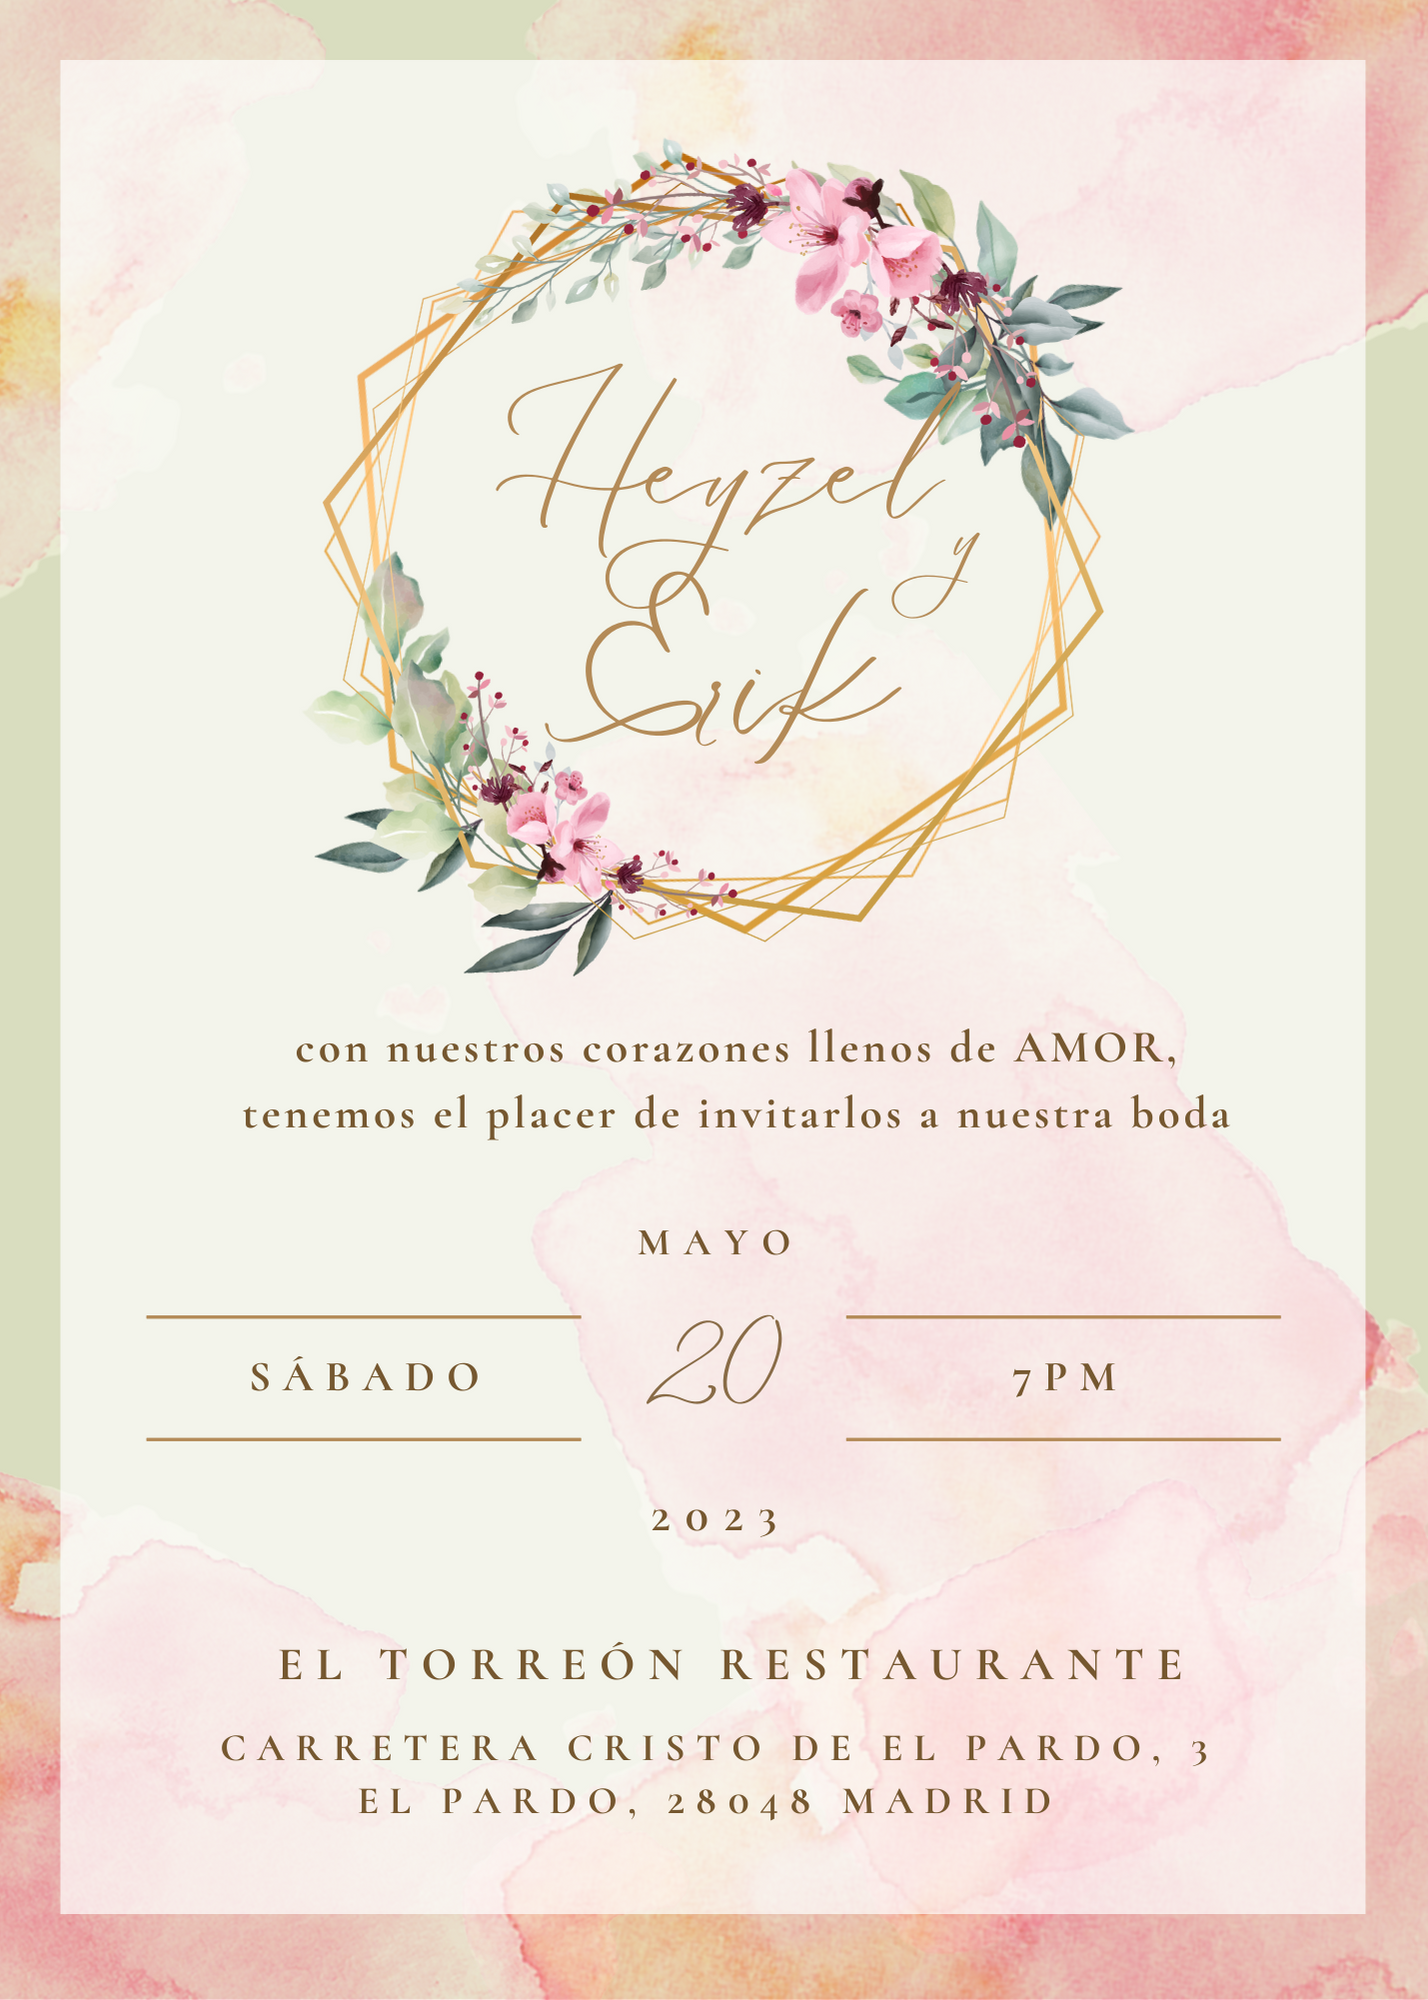 Heyzel
y
Erik
con nuestros corazones llenos de AMOR,
tenemos el placer de invitarlos a nuestra boda
MAYO
SÁBADO 20 7PM
2023
EL TORREÓN RESTAURANTE
CARRETERA CRISTO DE EL PARDO, 3
EL PARDO, 28048 MADRID